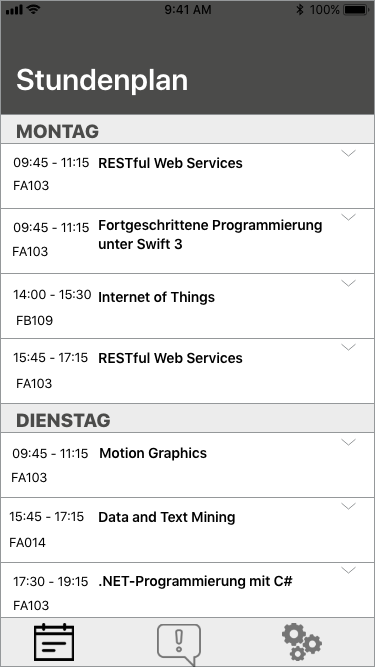 9:41 AM 100%
Stundenplan
MONTAG
09:45 - 11:15 RESTful Web Services
FA103
09:45 - 11:15 Fortgeschrittene Programmierung
unter Swift 3
FA103
14:00 - 15:30 Internet of Things
FB109
15:45 - 17:15 RESTful Web Services
FA103
DIENSTAG
09:45 - 11:15 Motion Graphics
FA103
15:45 - 17:15 Data and Text Mining
FA014
17:30 - 19:15 .NET-Programmierung mit C#
FA103